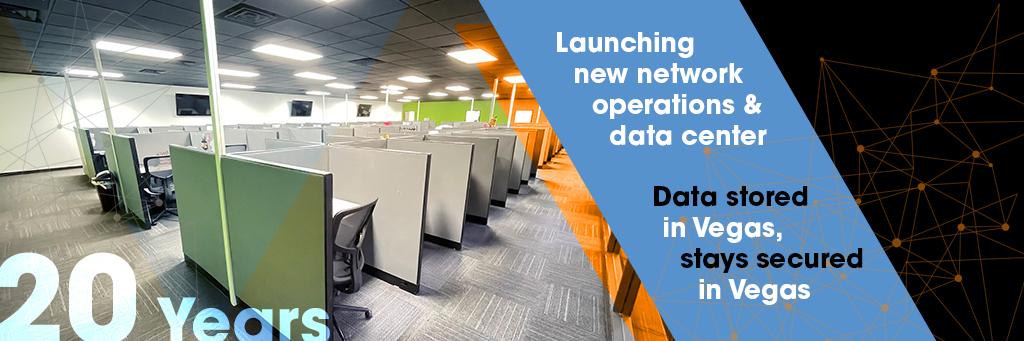 Launching
new network
operations &
data center
Data stored
in Vegas,
stays secured
in Vegas
20 Years